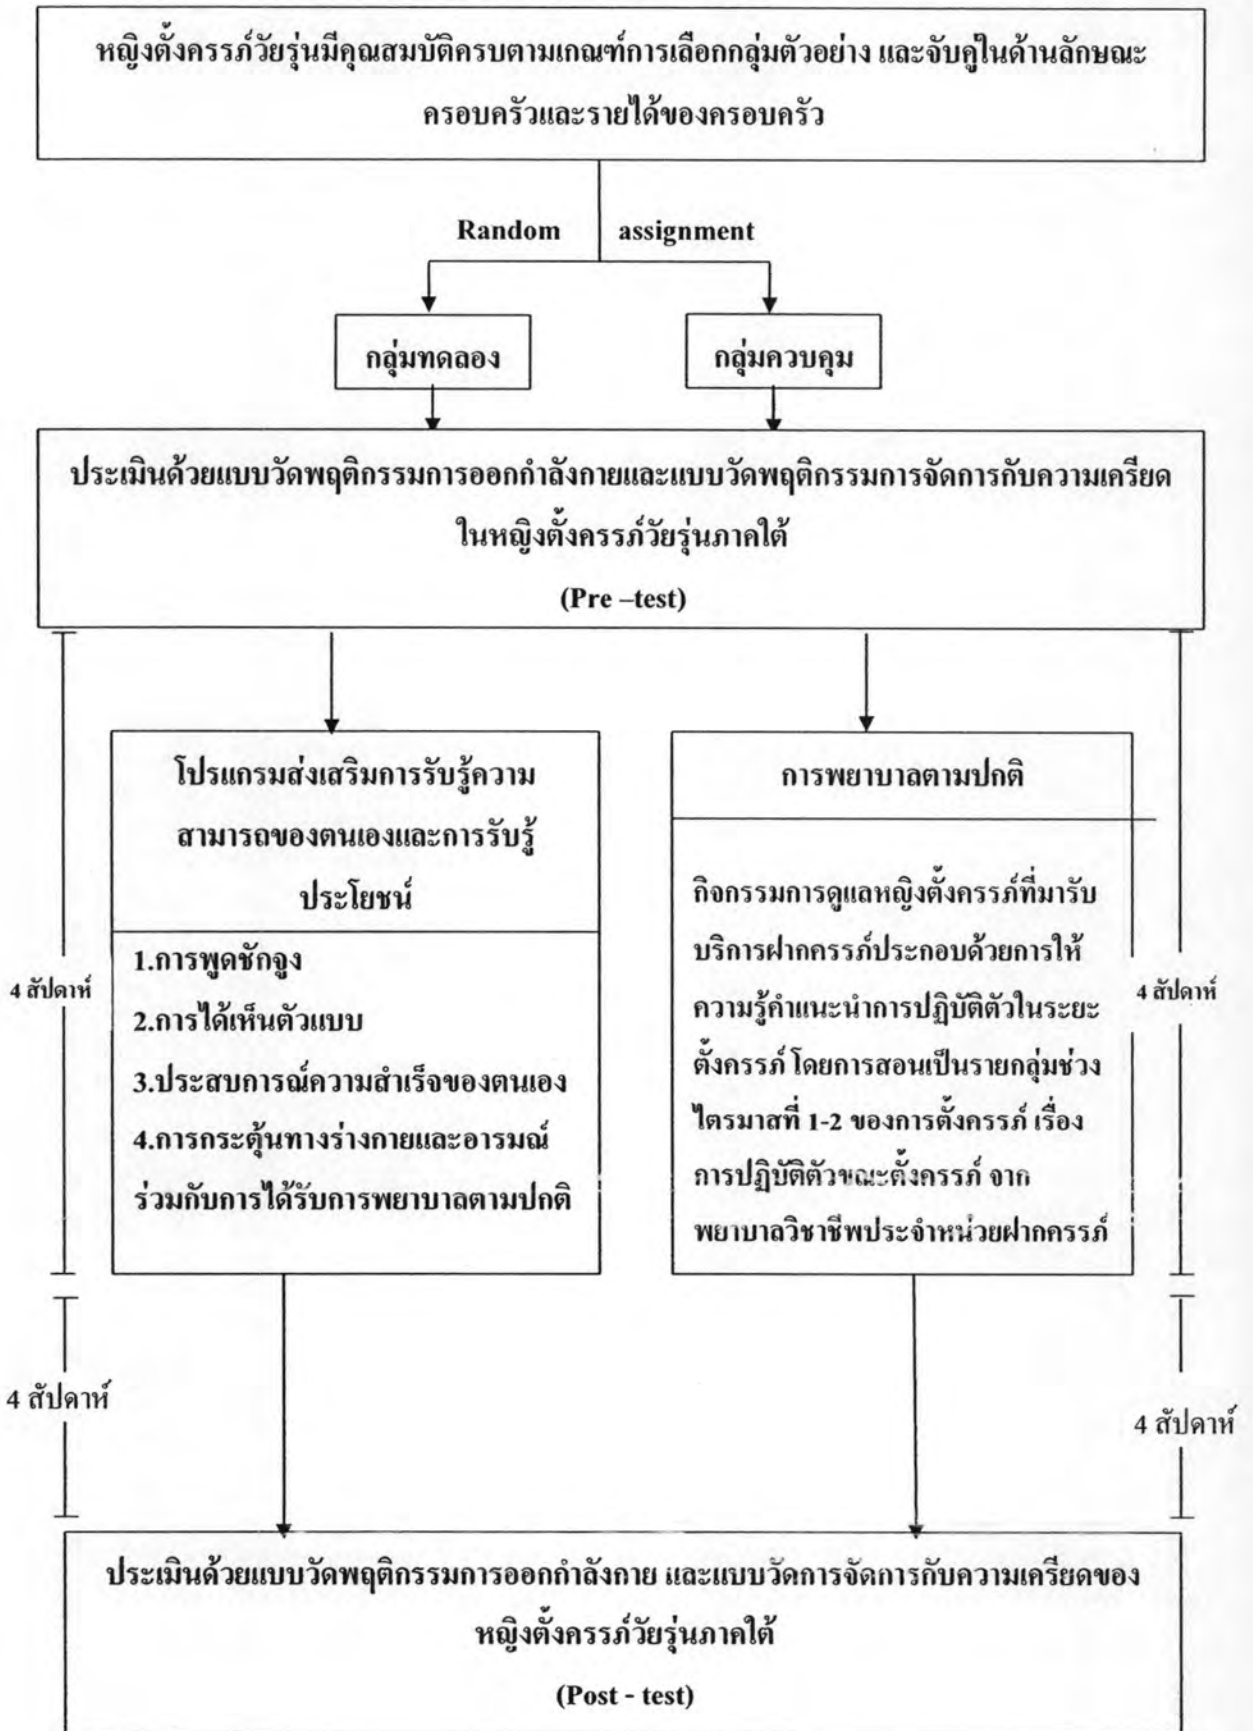 หญิงตั้งครรภ์วัยรุ่นมีคุณสมบัติครบตามเกณฑ์การเลือกกลุ่มตัวอย่าง และจับคู่ในด้านลักษณะ
ครอบครัวและรายได้ของครอบครัว
Random assignment
กลุ่มทดลอง
กลุ่มควบคุม
ประเมินด้วยแบบวัดพฤติกรรมการออกกำลังกายและแบบวัดพฤติกรรมการจัดการกับความเครียด
ในหญิงตั้งครรภ์วัยรุ่นภาคใต้
(Pre –test)
4 สัปดาห์
โปรแกรมส่งเสริมการรับรู้ความ
สามารถของตนเองและการรับรู้
ประโยชน์
1.การพูดชักจูง
2.การได้เห็นตัวแบบ
3.ประสบการณ์ความสำเร็จของตนเอง
4.การกระตุ้นทางร่างกายและอารมณ์
ร่วมกับการได้รับการพยาบาลตามปกติ
การพยาบาลตามปกติ
กิจกรรมการดูแลหญิงตั้งครรภ์ที่มารับ
บริการฝากครรภ์ประกอบด้วยการให้
ความรู้คำแนะนำการปฏิบัติตัวในระยะ
ตั้งครรภ์ โดยการสอนเป็นรายกลุ่มช่วง
ไตรมาสที่ 1-2 ของการตั้งครรภ์ เรื่อง
การปฏิบัติตัวขณะตั้งครรภ์ จาก
พยาบาลวิชาชีพประจำหน่วยฝากครรภ์
4 สัปดาห์
4 สัปดาห์
4 สัปดาห์
ประเมินด้วยแบบวัดพฤติกรรมการออกกำลังกาย และแบบวัดการจัดการกับความเครียดของ
หญิงตั้งครรภ์วัยรุ่นภาคใต้
(Post - test)